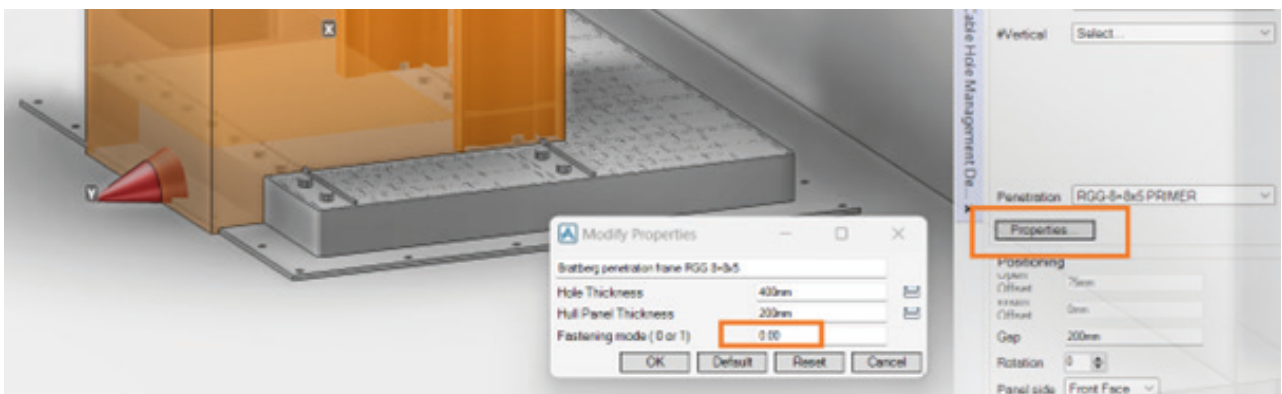 X
Y
Modify Properties
Brattberg penetration frame RGG 8+8x5
Hole Thickness 400mm
Hull Panel Thickness 200mm
Fastening mode ( 0 or 1) 0.00
OK Default Reset Cancel
Cable Hole Management De...
#Vertical Select...
Penetration RGG-8+8x5 PRIMER
Properties...
Positioning
Offset 75mm
Offset 0mm
Gap 200mm
Rotation 0
Panel side Front Face